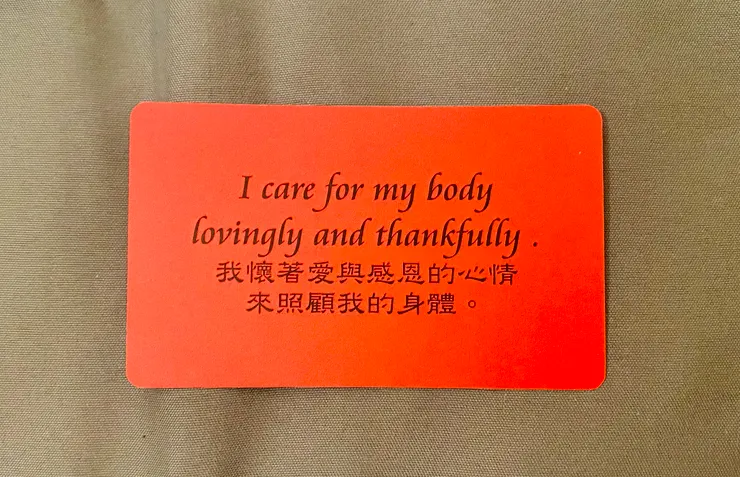 I care for my body
lovingly and thankfully .
我懷著愛與感恩的心情
來照顧我的身體。